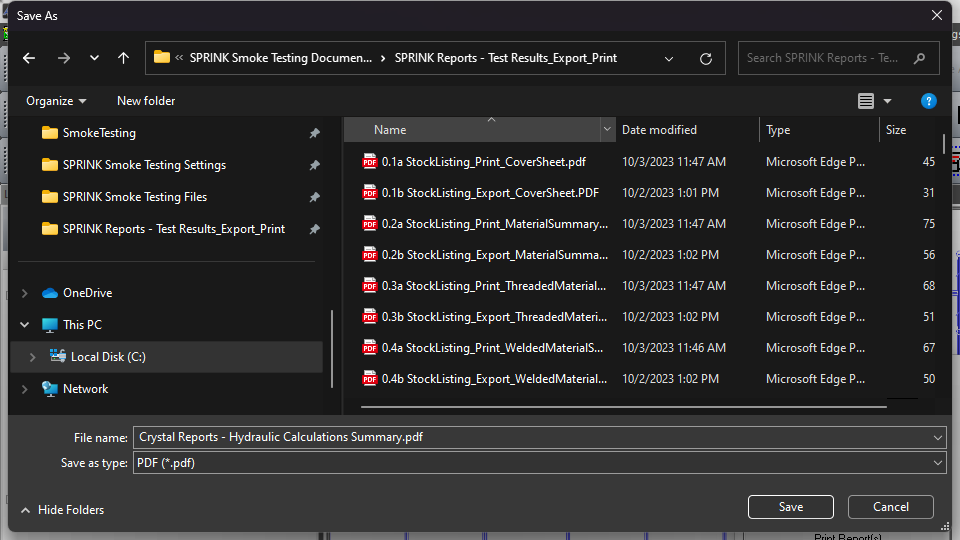 Save As
« SPRINK Smoke Testing Documen... > SPRINK Reports - Test Results_Export_Print
Search SPRINK Reports - Te...
Organize
New folder
?
SmokeTesting
SPRINK Smoke Testing Settings
SPRINK Smoke Testing Files
SPRINK Reports - Test Results_Export_Print
OneDrive
This PC
Local Disk (C:)
Network
Name Date modified Type Size
PDF 0.1a StockListing_Print_CoverSheet.pdf 10/3/2023 11:47 AM Microsoft Edge P... 45
PDF 0.1b StockListing_Export_CoverSheet.PDF 10/2/2023 1:01 PM Microsoft Edge P... 31
PDF 0.2a StockListing_Print_MaterialSummary... 10/3/2023 11:47 AM Microsoft Edge P... 75
PDF 0.2b StockListing_Export_MaterialSumma... 10/2/2023 1:02 PM Microsoft Edge P... 56
PDF 0.3a StockListing_Print_ThreadedMaterial... 10/3/2023 11:47 AM Microsoft Edge P... 68
PDF 0.3b StockListing_Export_ThreadedMateri... 10/2/2023 1:02 PM Microsoft Edge P... 51
PDF 0.4a StockListing_Print_WeldedMaterialS... 10/3/2023 11:46 AM Microsoft Edge P... 67
PDF 0.4b StockListing_Export_WeldedMaterial... 10/2/2023 1:02 PM Microsoft Edge P... 50
File name: Crystal Reports - Hydraulic Calculations Summary.pdf
Save as type: PDF (*.pdf)
Hide Folders
Save
Cancel
Print Report(s)